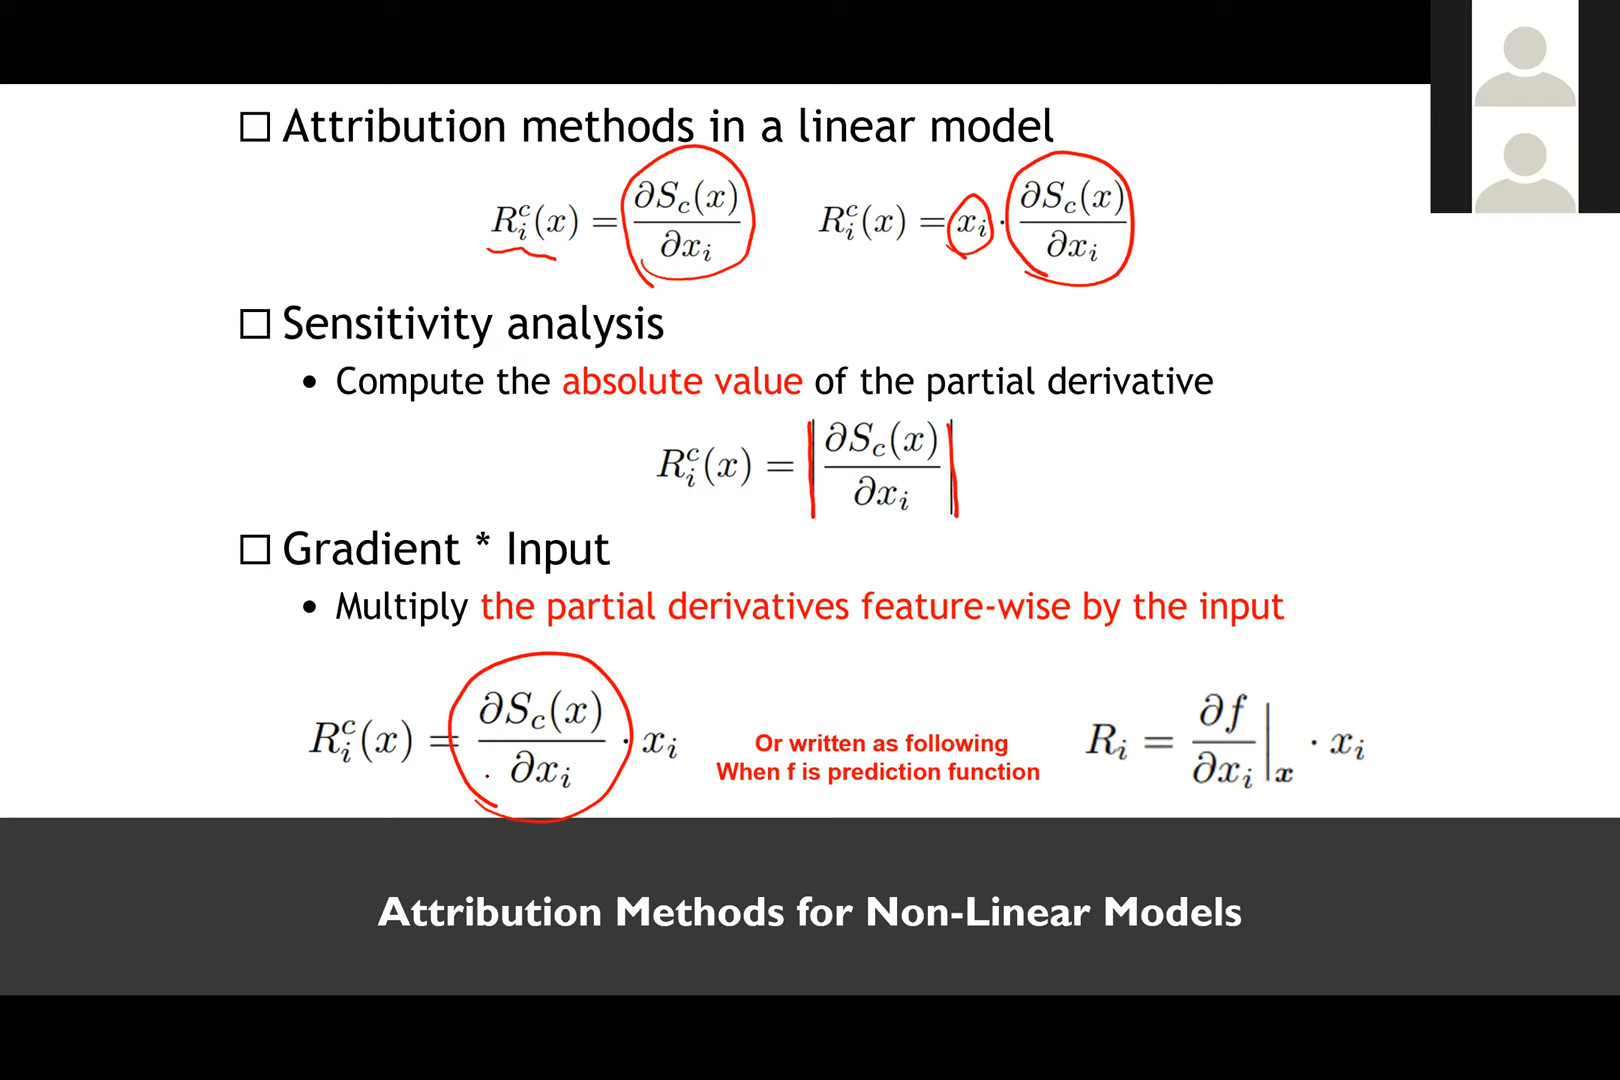 Attribution methods in a linear model
R_i^c(x) = ∂S_c(x)/∂x_i   R_i^c(x) = x_i · ∂S_c(x)/∂x_i
Sensitivity analysis
• Compute the absolute value of the partial derivative
R_i^c(x) = |∂S_c(x)/∂x_i|
Gradient * Input
• Multiply the partial derivatives feature-wise by the input
R_i^c(x) = ∂S_c(x)/∂x_i · x_i
Or written as following
When f is prediction function
R_i = ∂f/∂x_i |_x · x_i
Attribution Methods for Non-Linear Models